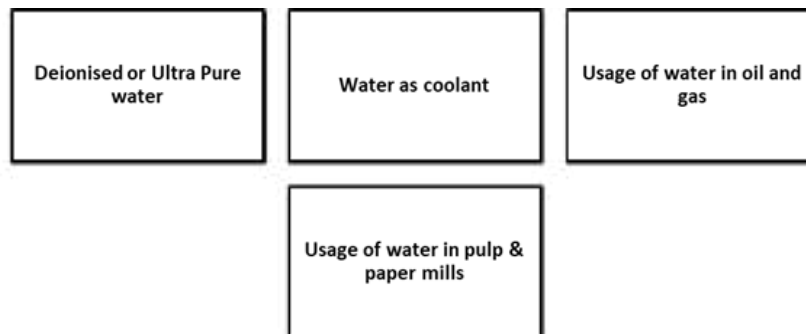 Deionised or Ultra Pure
water
Water as coolant
Usage of water in oil and
gas
Usage of water in pulp &
paper mills